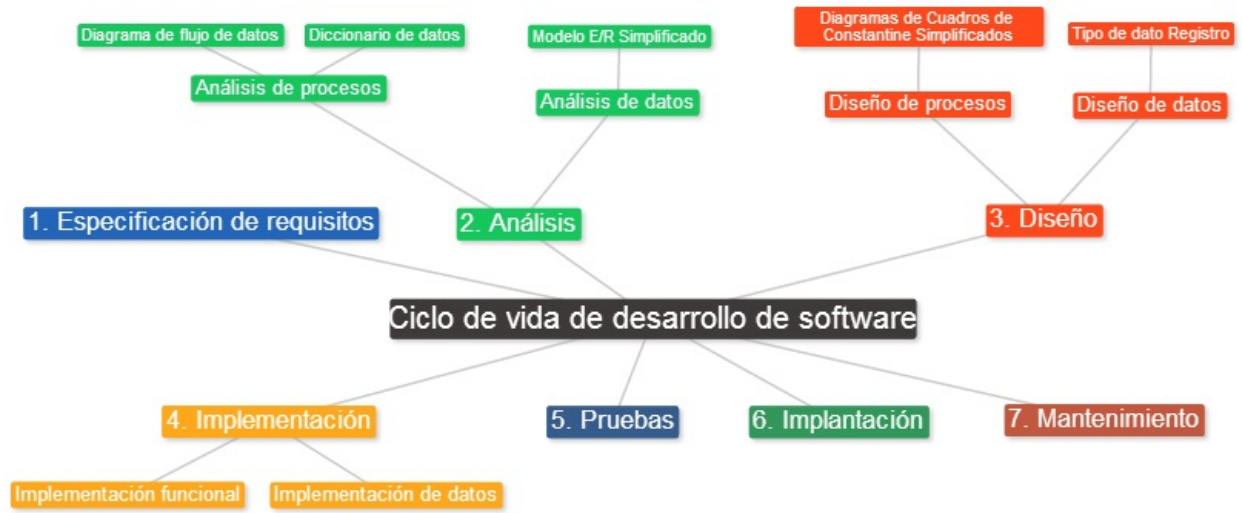 Diagrama de flujo de datos
Diccionario de datos
Análisis de procesos
Modelo E/R Simplificado
Análisis de datos
Diagramas de Cuadros de
Constantine Simplificados
Tipo de dato Registro
Diseño de procesos
Diseño de datos
1. Especificación de requisitos
2. Análisis
3. Diseño
Ciclo de vida de desarrollo de software
4. Implementación
5. Pruebas
6. Implantación
7. Mantenimiento
Implementación funcional
Implementación de datos